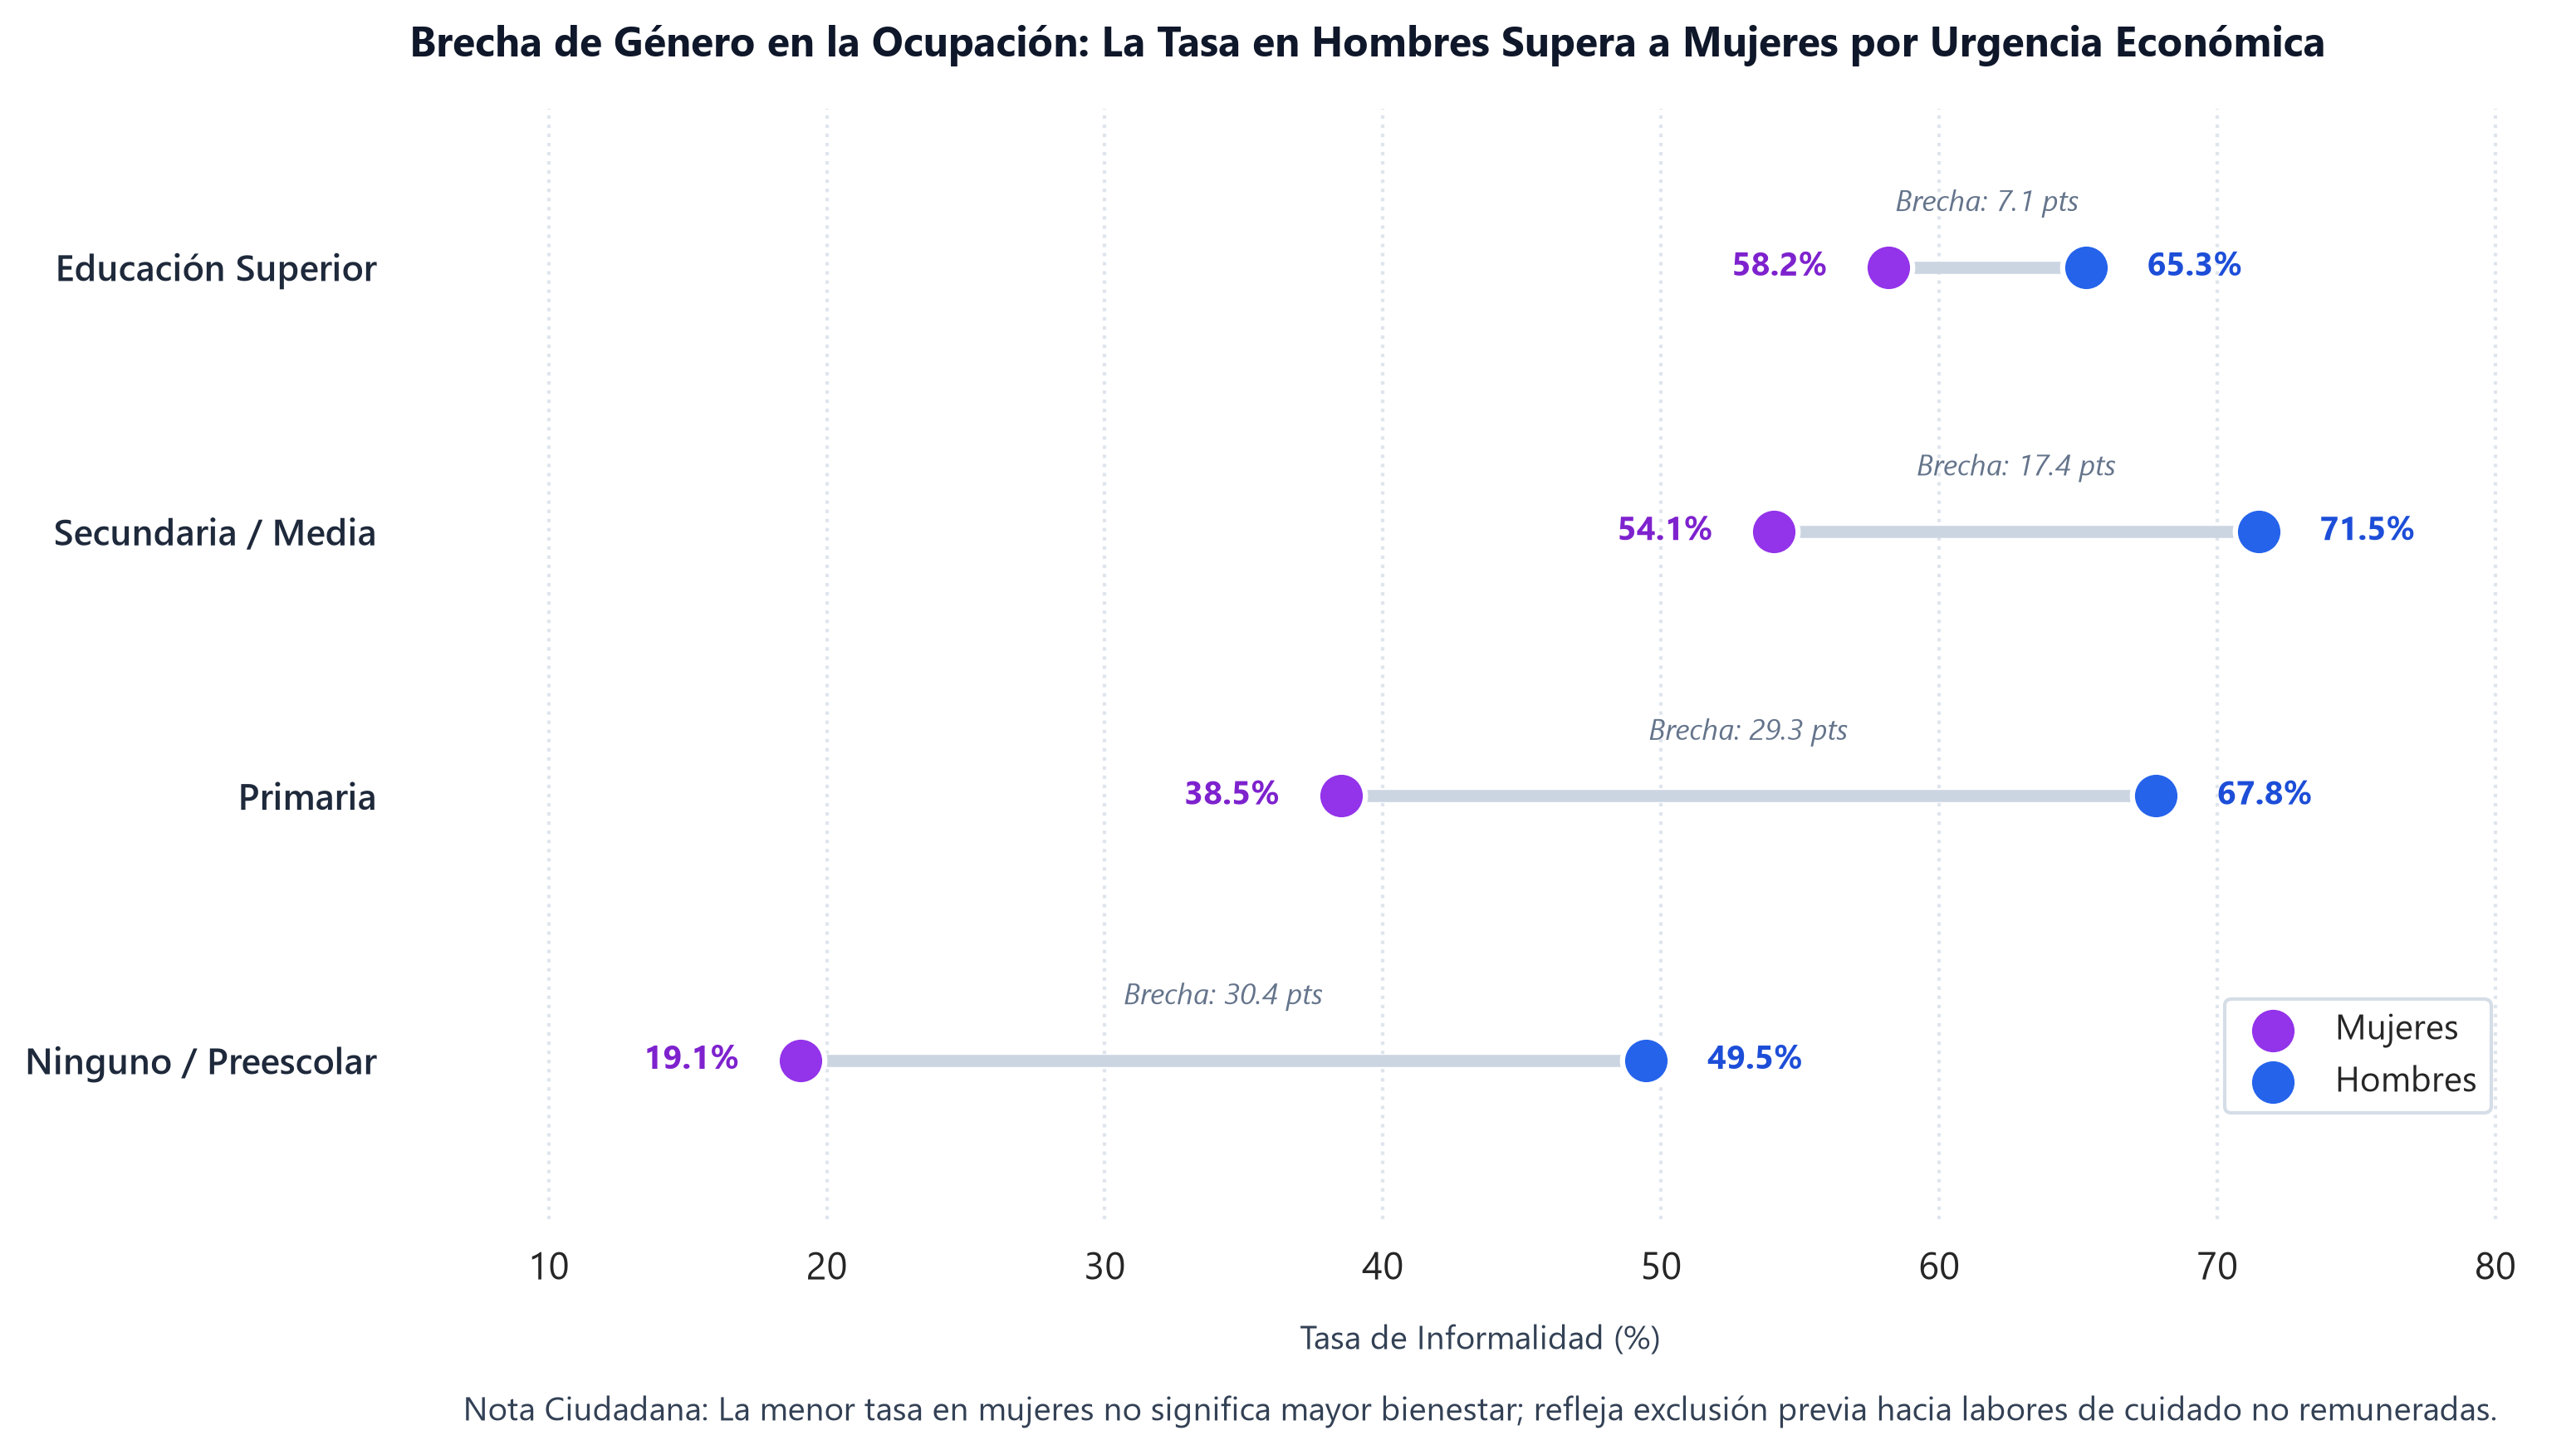 Brecha de Género en la Ocupación: La Tasa en Hombres Supera a Mujeres por Urgencia Económica
Brecha: 7.1 pts
Educación Superior
58.2%
65.3%
Brecha: 17.4 pts
Secundaria / Media
54.1%
71.5%
Brecha: 29.3 pts
Primaria
38.5%
67.8%
Brecha: 30.4 pts
Ninguno / Preescolar
19.1%
49.5%
Mujeres
Hombres
10 20 30 40 50 60 70 80
Tasa de Informalidad (%)
Nota Ciudadana: La menor tasa en mujeres no significa mayor bienestar; refleja exclusión previa hacia labores de cuidado no remuneradas.